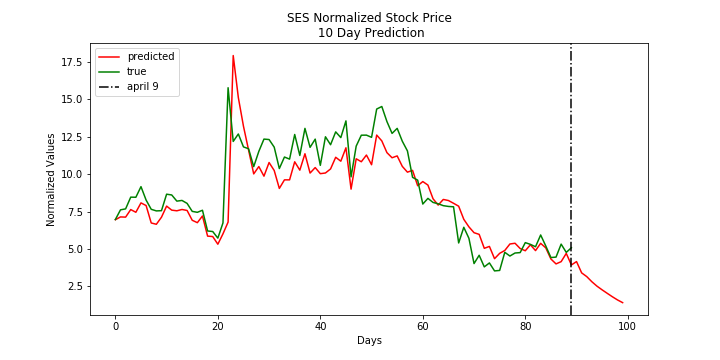 SES Normalized Stock Price
10 Day Prediction
predicted
true
april 9
Normalized Values
17.5
15.0
12.5
10.0
7.5
5.0
2.5
0
20
40
60
80
100
Days